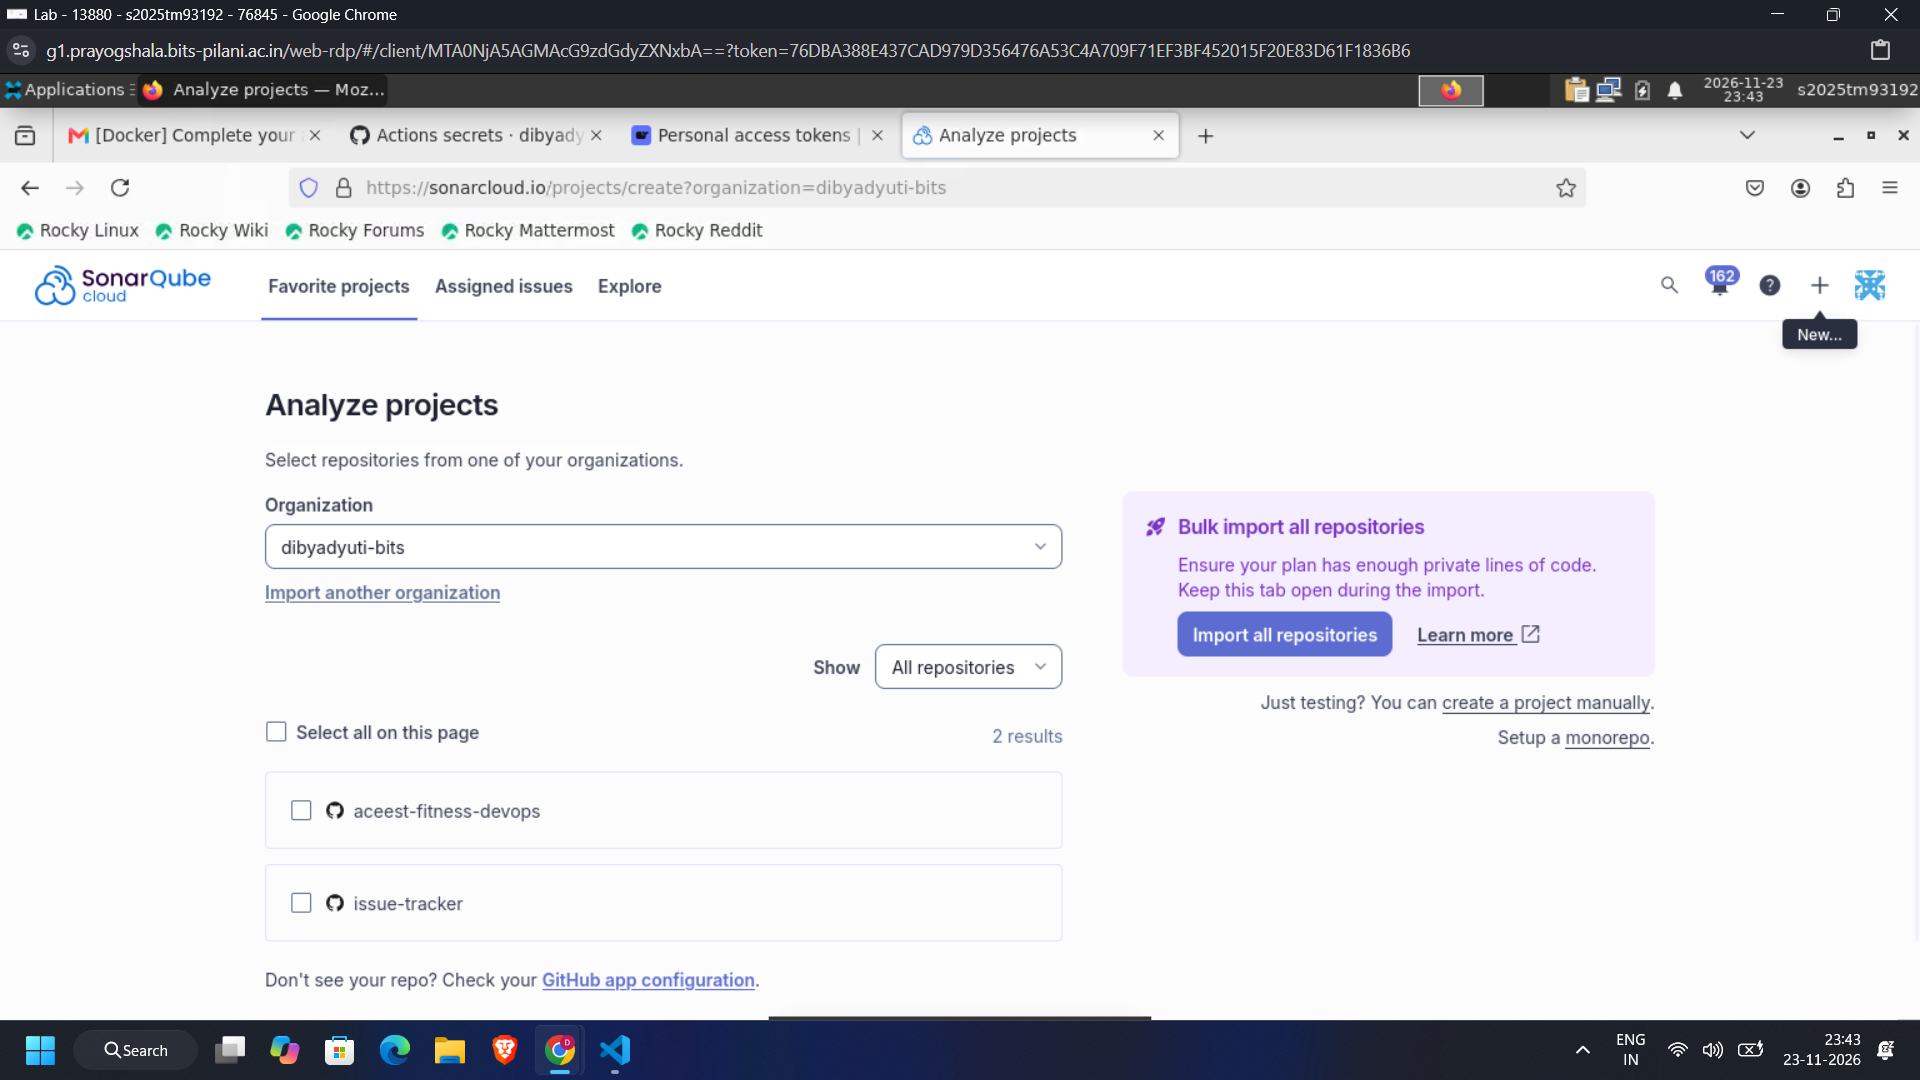 Lab - 13880 - s2025tm93192 - 76845 - Google Chrome
g1.prayogshala.bits-pilani.ac.in/web-rdp/#/client/MTA0NjA5AGMAcG9zdGdyZXNxbA==?token=76DBA388E437CAD979D356476A53C4A709F71EF3BF452015F20E83D61F1836B6
Applications
Analyze projects — Moz...
2026-11-23
23:43
s2025tm93192
[Docker] Complete your
Actions secrets · dibyady
Personal access tokens |
Analyze projects
https://sonarcloud.io/projects/create?organization=dibyadyuti-bits
Rocky Linux
Rocky Wiki
Rocky Forums
Rocky Mattermost
Rocky Reddit
SonarQube
cloud
Favorite projects
Assigned issues
Explore
162
New...
Analyze projects
Select repositories from one of your organizations.
Organization
dibyadyuti-bits
Import another organization
Show
All repositories
Select all on this page
2 results
aceest-fitness-devops
issue-tracker
Don't see your repo? Check your GitHub app configuration.
Bulk import all repositories
Ensure your plan has enough private lines of code.
Keep this tab open during the import.
Import all repositories
Learn more
Just testing? You can create a project manually.
Setup a monorepo.
Search
ENG
IN
23:43
23-11-2026